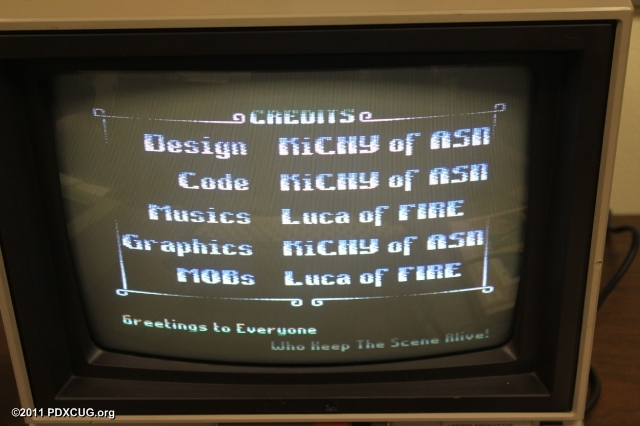 CREDITS
Design KiCHY of ASN
Code KiCHY of ASN
Musics Luca of FIRE
Graphics KiCHY of ASN
MOBs Luca of FIRE
Greetings to Everyone
Who Keep The Scene Alive!
©2011 PDXCUG.org